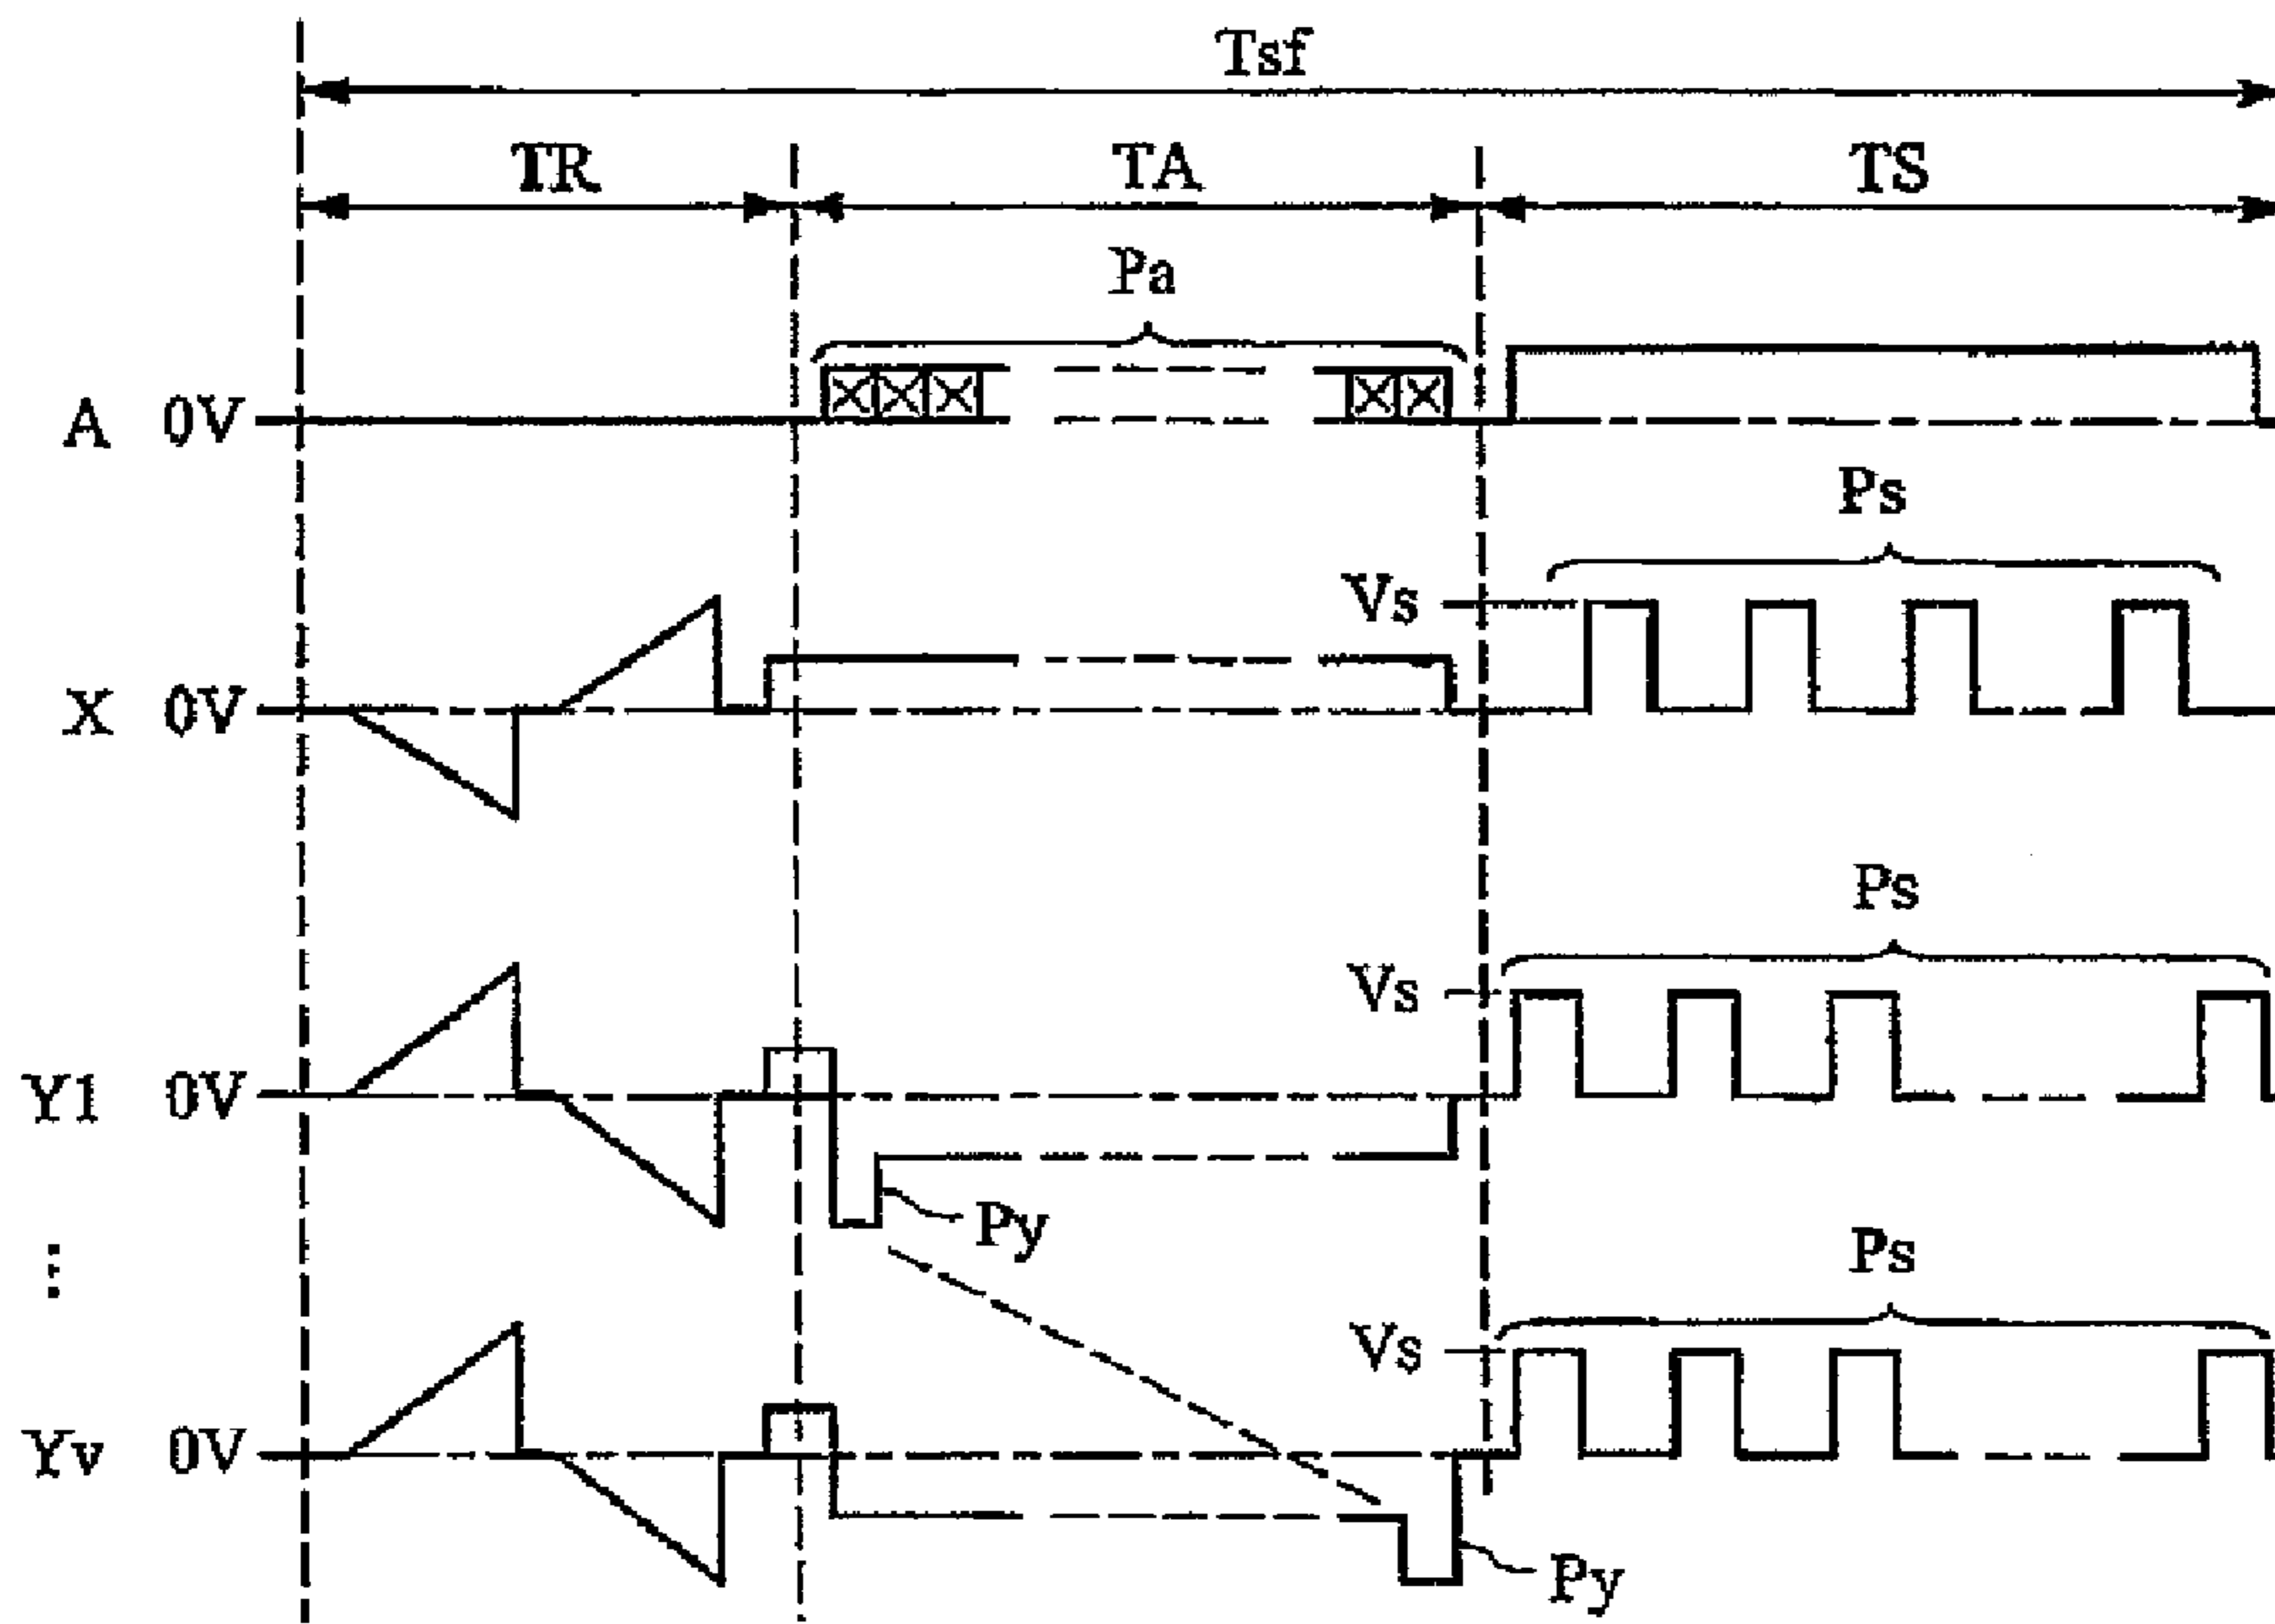 Tsf
TR TA TS
Pa
A 0V
Ps
Vs
X 0V
Ps
Vs
Y1 0V
Py
⋮
Ps
Vs
Yv 0V
Py